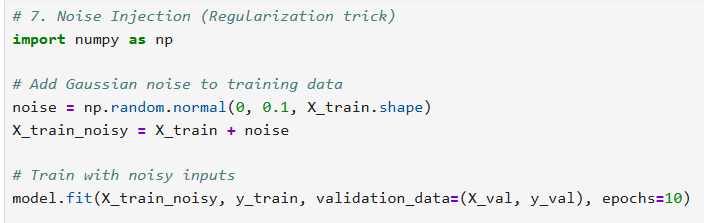 # 7. Noise Injection (Regularization trick)
import numpy as np
# Add Gaussian noise to training data
noise = np.random.normal(0, 0.1, X_train.shape)
X_train_noisy = X_train + noise
# Train with noisy inputs
model.fit(X_train_noisy, y_train, validation_data=(X_val, y_val), epochs=10)